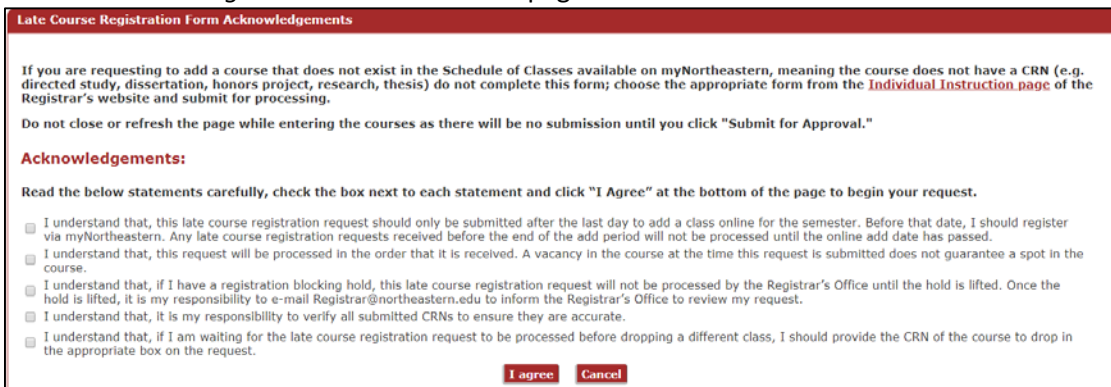 Late Course Registration Form Acknowledgements
If you are requesting to add a course that does not exist in the Schedule of Classes available on myNortheastern, meaning the course does not have a CRN (e.g.
directed study, dissertation, honors project, research, thesis) do not complete this form; choose the appropriate form from the Individual Instruction page of the
Registrar's website and submit for processing.
Do not close or refresh the page while entering the courses as there will be no submission until you click "Submit for Approval."
Acknowledgements:
Read the below statements carefully, check the box next to each statement and click "I Agree" at the bottom of the page to begin your request.
I understand that, this late course registration request should only be submitted after the last day to add a class online for the semester. Before that date, I should register
via myNortheastern. Any late course registration requests received before the end of the add period will not be processed until the online add date has passed.
I understand that, this request will be processed in the order that it is received. A vacancy in the course at the time this request is submitted does not guarantee a spot in the
course.
I understand that, if I have a registration blocking hold, this late course registration request will not be processed by the Registrar's Office until the hold is lifted. Once the
hold is lifted, it is my responsibility to e-mail Registrar@northeastern.edu to inform the Registrar's Office to review my request.
I understand that, it is my responsibility to verify all submitted CRNs to ensure they are accurate.
I understand that, if I am waiting for the late course registration request to be processed before dropping a different class, I should provide the CRN of the course to drop in
the appropriate box on the request.
I agree Cancel